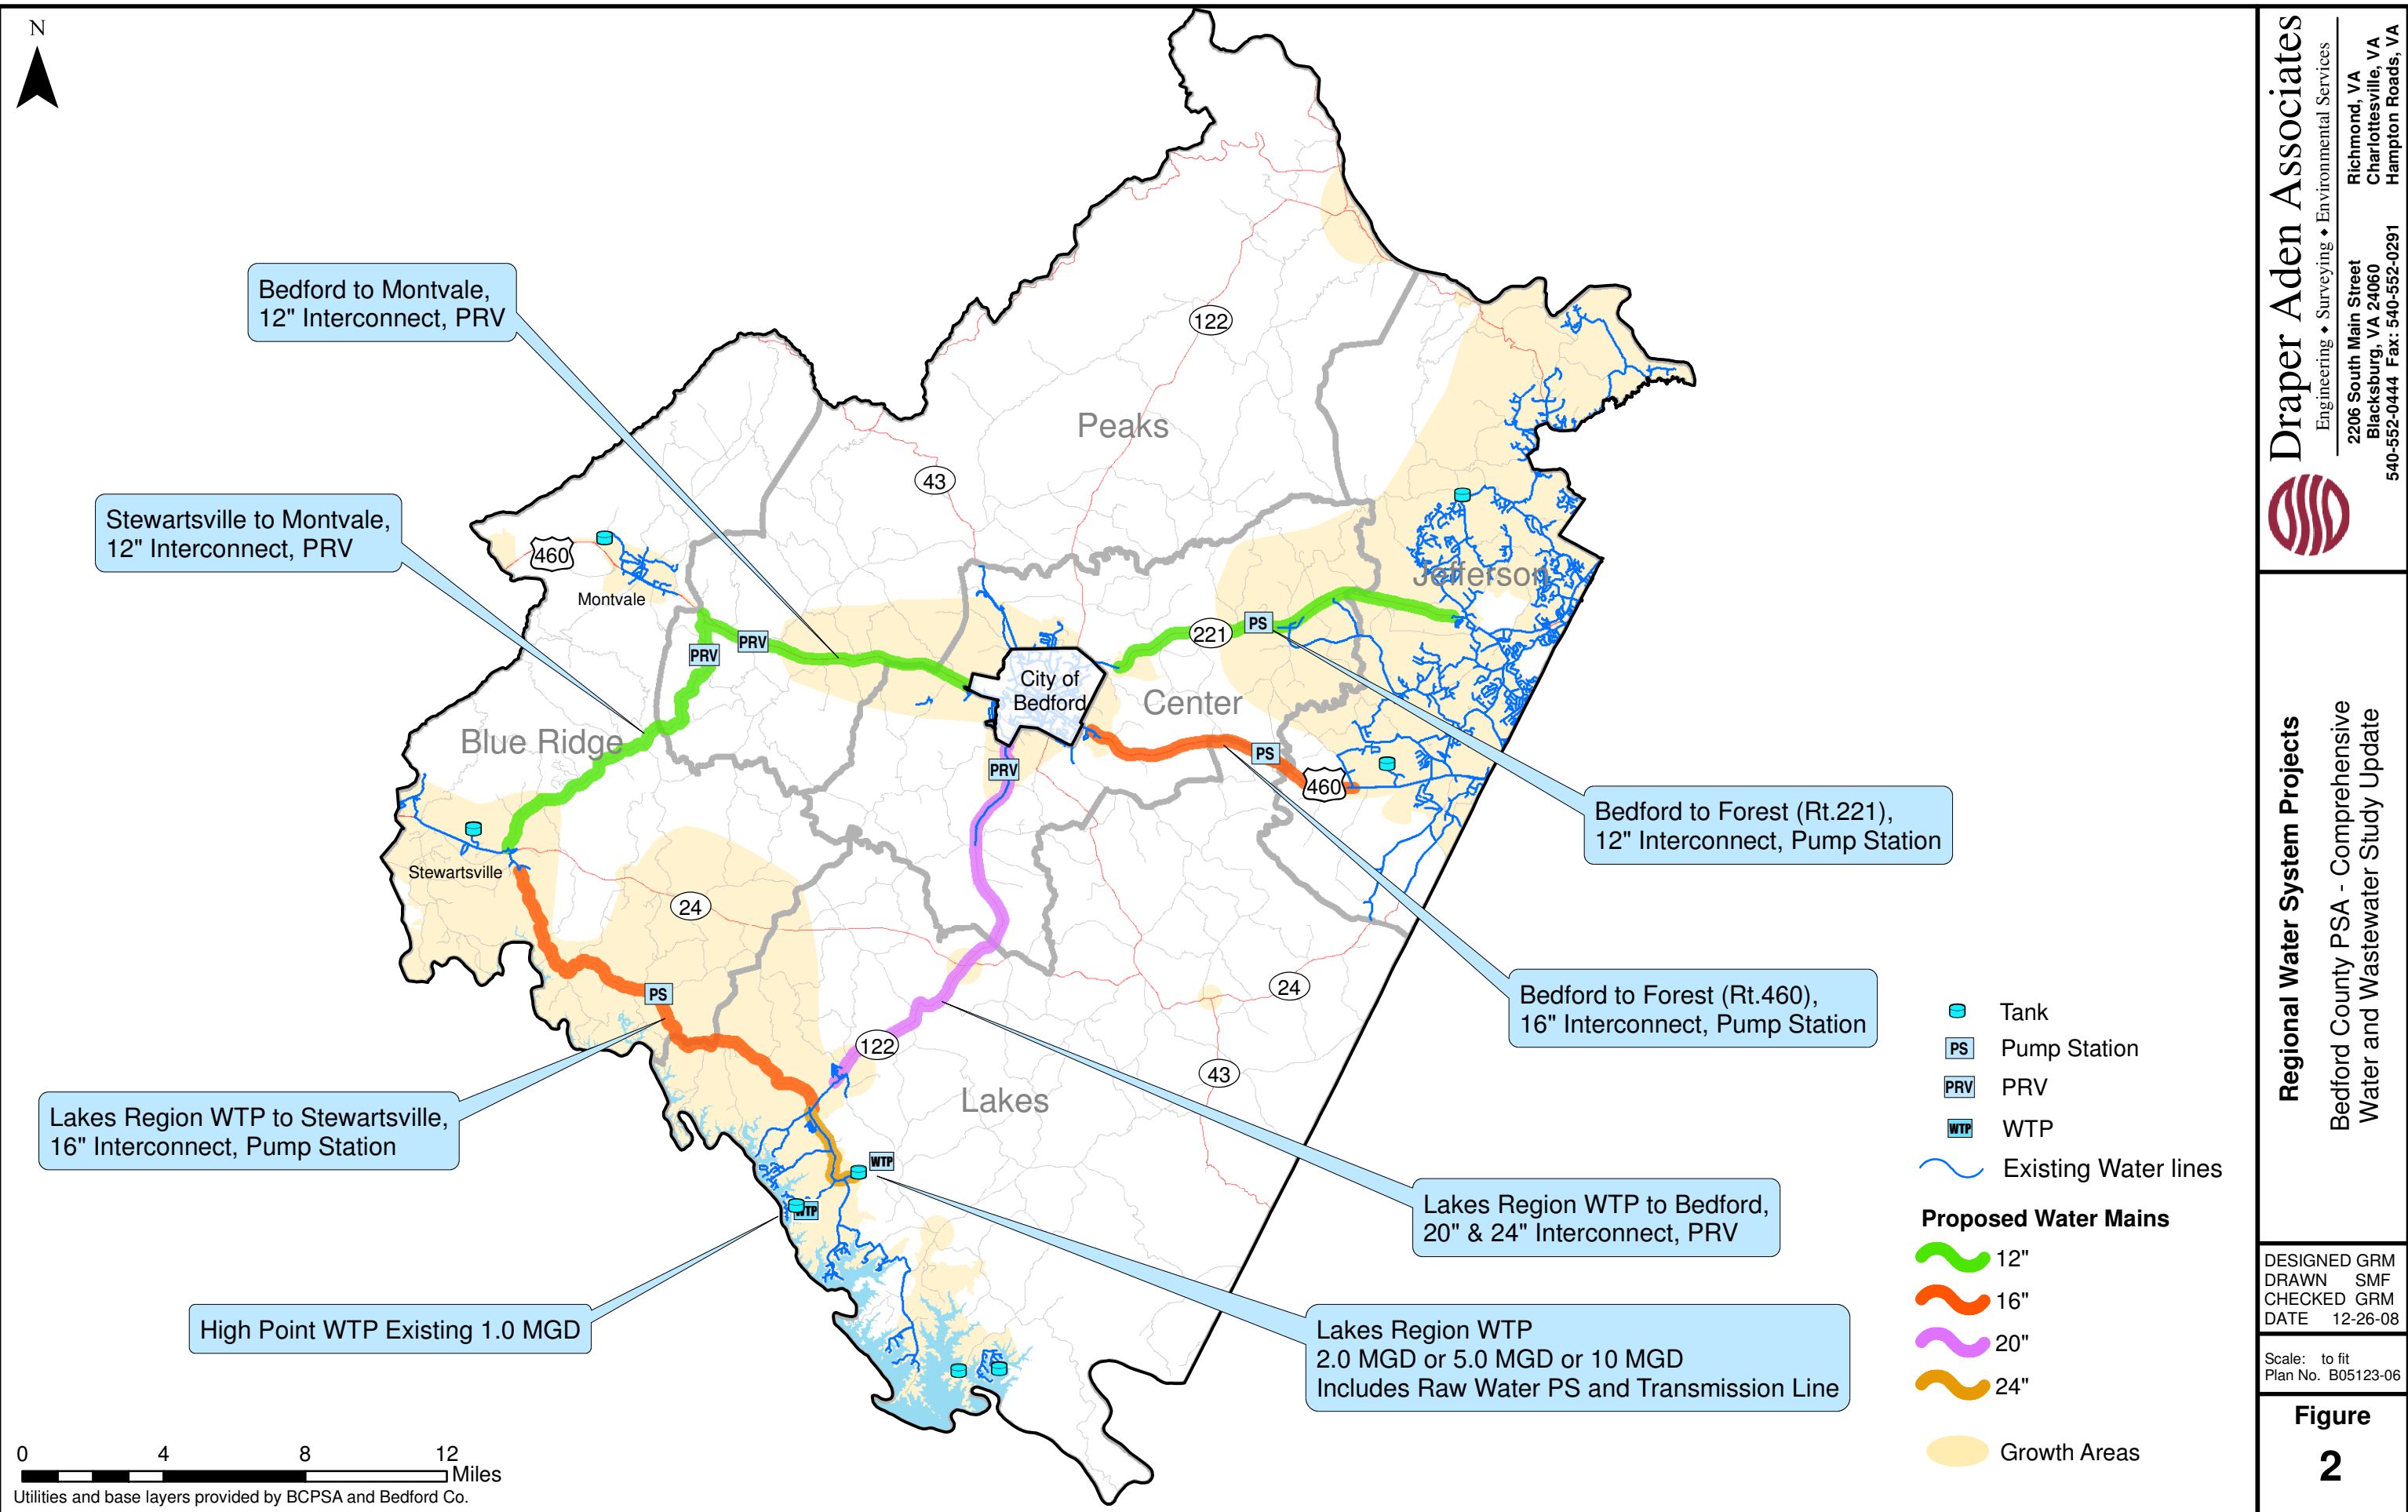 N
Bedford to Montvale,
12" Interconnect, PRV
Stewartsville to Montvale,
12" Interconnect, PRV
122
Peaks
43
460
Montvale
PRV
PRV
Jefferson
PS
221
City of
Bedford
Center
Blue Ridge
PRV
PS
460
Bedford to Forest (Rt.221),
12" Interconnect, Pump Station
Stewartsville
24
PS
24
Bedford to Forest (Rt.460),
16" Interconnect, Pump Station
122
43
Lakes
Lakes Region WTP to Stewartsville,
16" Interconnect, Pump Station
WTP
WTP
Lakes Region WTP to Bedford,
20" & 24" Interconnect, PRV
High Point WTP Existing 1.0 MGD
Lakes Region WTP
2.0 MGD or 5.0 MGD or 10 MGD
Includes Raw Water PS and Transmission Line
Tank
PS Pump Station
PRV PRV
WTP WTP
Existing Water lines
Proposed Water Mains
12"
16"
20"
24"
Growth Areas
0 4 8 12
Miles
Utilities and base layers provided by BCPSA and Bedford Co.
Draper Aden Associates
Engineering ♦ Surveying ♦ Environmental Services
2206 South Main Street Richmond, VA
Blacksburg, VA 24060 Charlottesville, VA
540-552-0444 Fax: 540-552-0291 Hampton Roads, VA
Regional Water System Projects
Bedford County PSA - Comprehensive
Water and Wastewater Study Update
DESIGNED GRM
DRAWN SMF
CHECKED GRM
DATE 12-26-08
Scale: to fit
Plan No. B05123-06
Figure
2